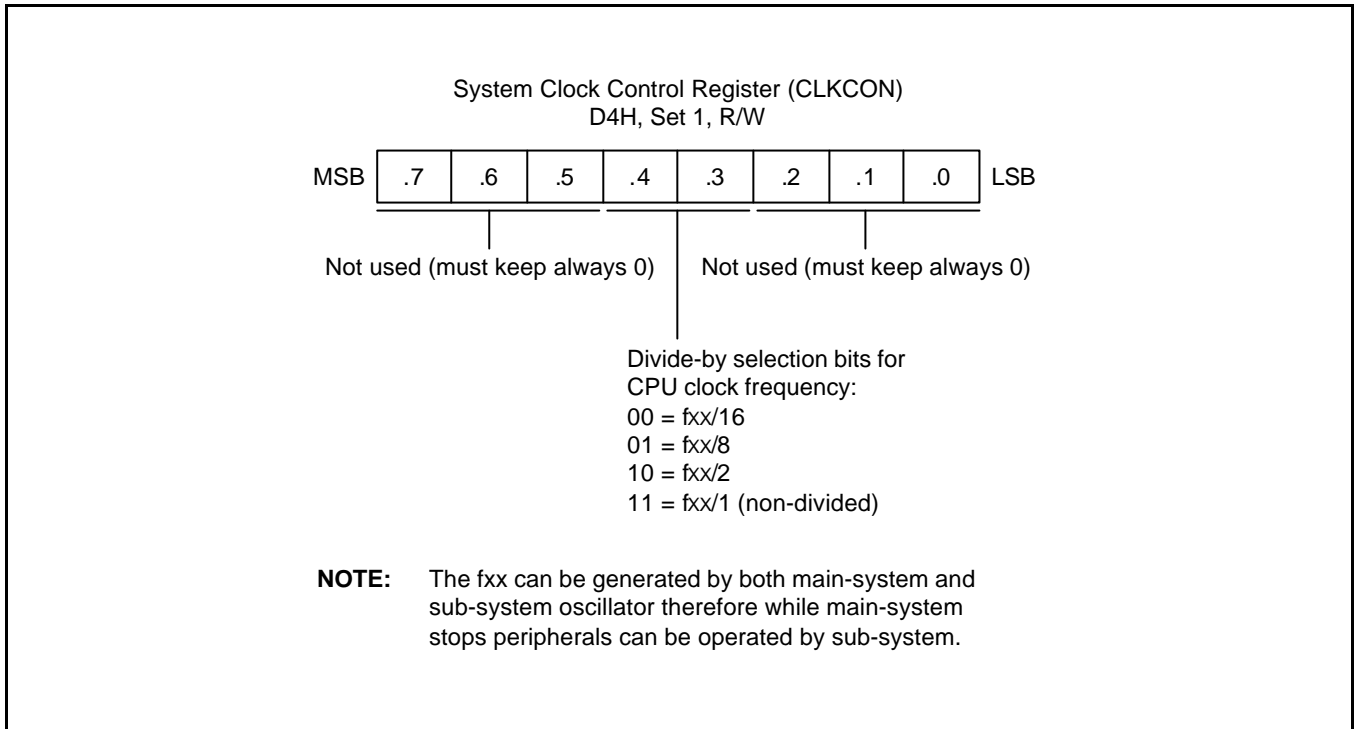 System Clock Control Register (CLKCON)
D4H, Set 1, R/W
MSB .7 .6 .5 .4 .3 .2 .1 .0 LSB
Not used (must keep always 0) Not used (must keep always 0)
Divide-by selection bits for
CPU clock frequency:
00 = fxx/16
01 = fxx/8
10 = fxx/2
11 = fxx/1 (non-divided)
NOTE: The fxx can be generated by both main-system and
sub-system oscillator therefore while main-system
stops peripherals can be operated by sub-system.